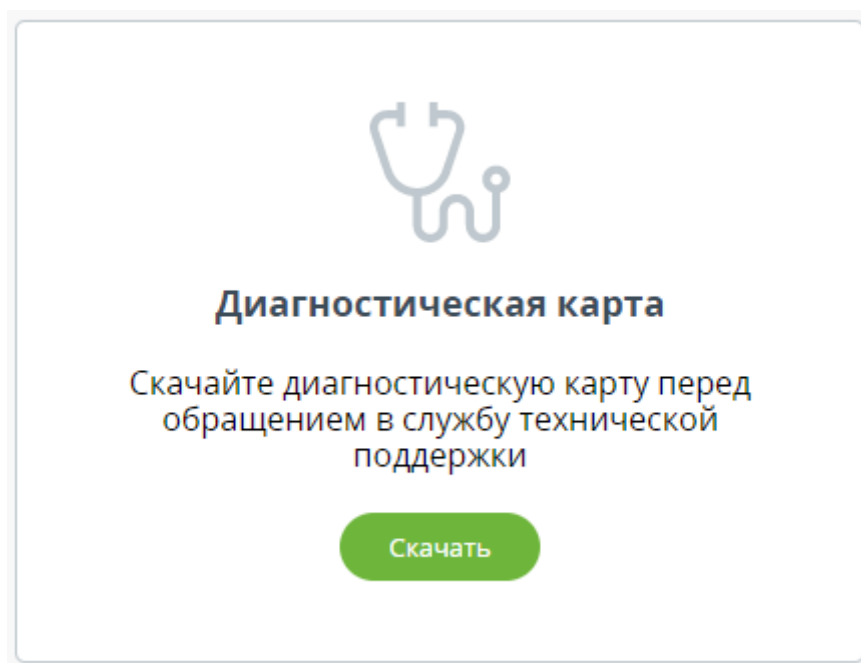 Диагностическая карта
Скачайте диагностическую карту перед
обращением в службу технической
поддержки
Скачать